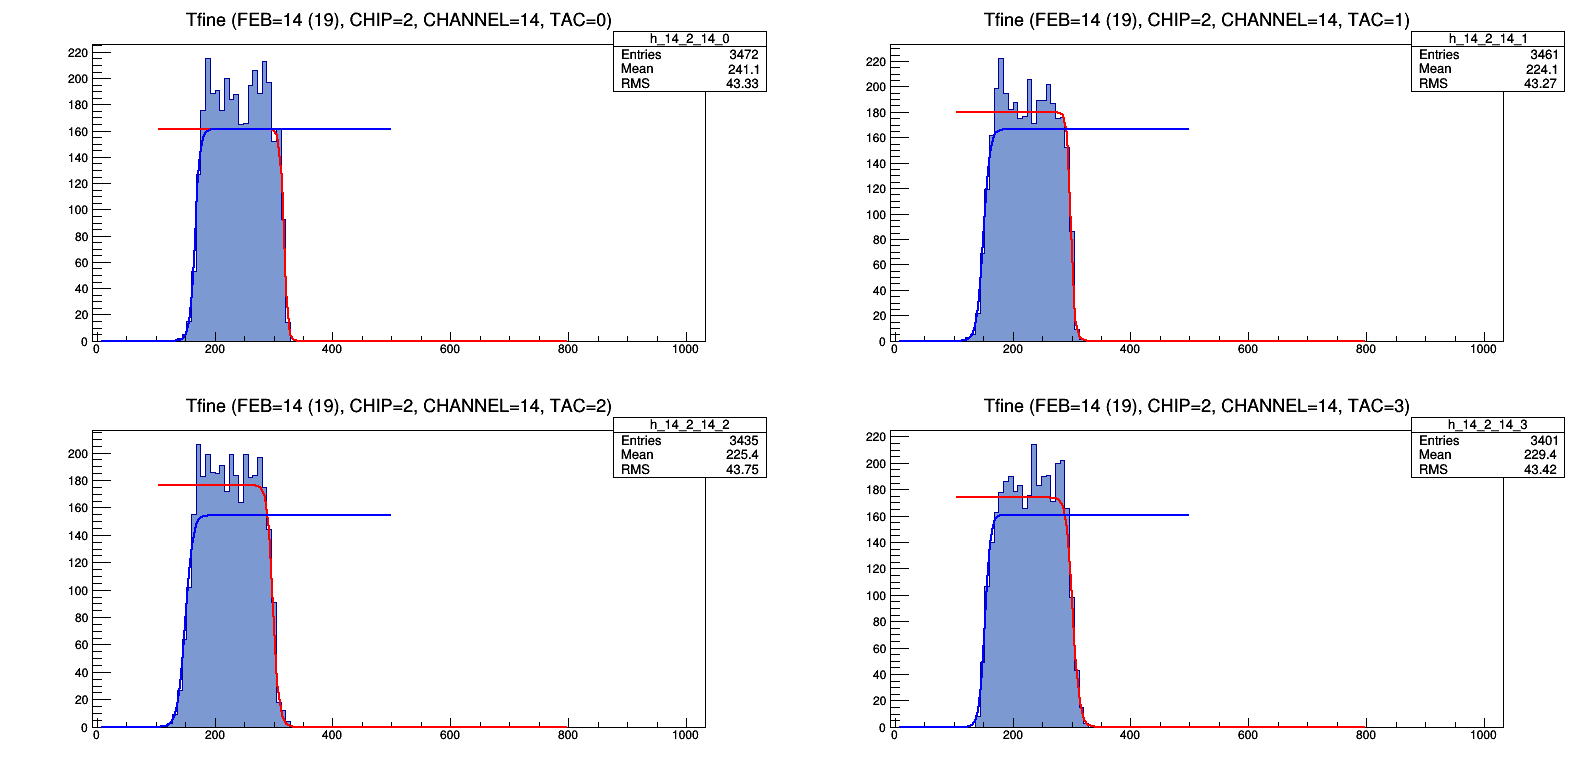 Tfine (FEB=14 (19), CHIP=2, CHANNEL=14, TAC=0)
h_14_2_14_0
Entries 3472
Mean 241.1
RMS 43.33
220
200
180
160
140
120
100
80
60
40
20
0
0 200 400 600 800 1000
Tfine (FEB=14 (19), CHIP=2, CHANNEL=14, TAC=1)
h_14_2_14_1
Entries 3461
Mean 224.1
RMS 43.27
220
200
180
160
140
120
100
80
60
40
20
0
0 200 400 600 800 1000
Tfine (FEB=14 (19), CHIP=2, CHANNEL=14, TAC=2)
h_14_2_14_2
Entries 3435
Mean 225.4
RMS 43.75
200
180
160
140
120
100
80
60
40
20
0
0 200 400 600 800 1000
Tfine (FEB=14 (19), CHIP=2, CHANNEL=14, TAC=3)
h_14_2_14_3
Entries 3401
Mean 229.4
RMS 43.42
220
200
180
160
140
120
100
80
60
40
20
0
0 200 400 600 800 1000